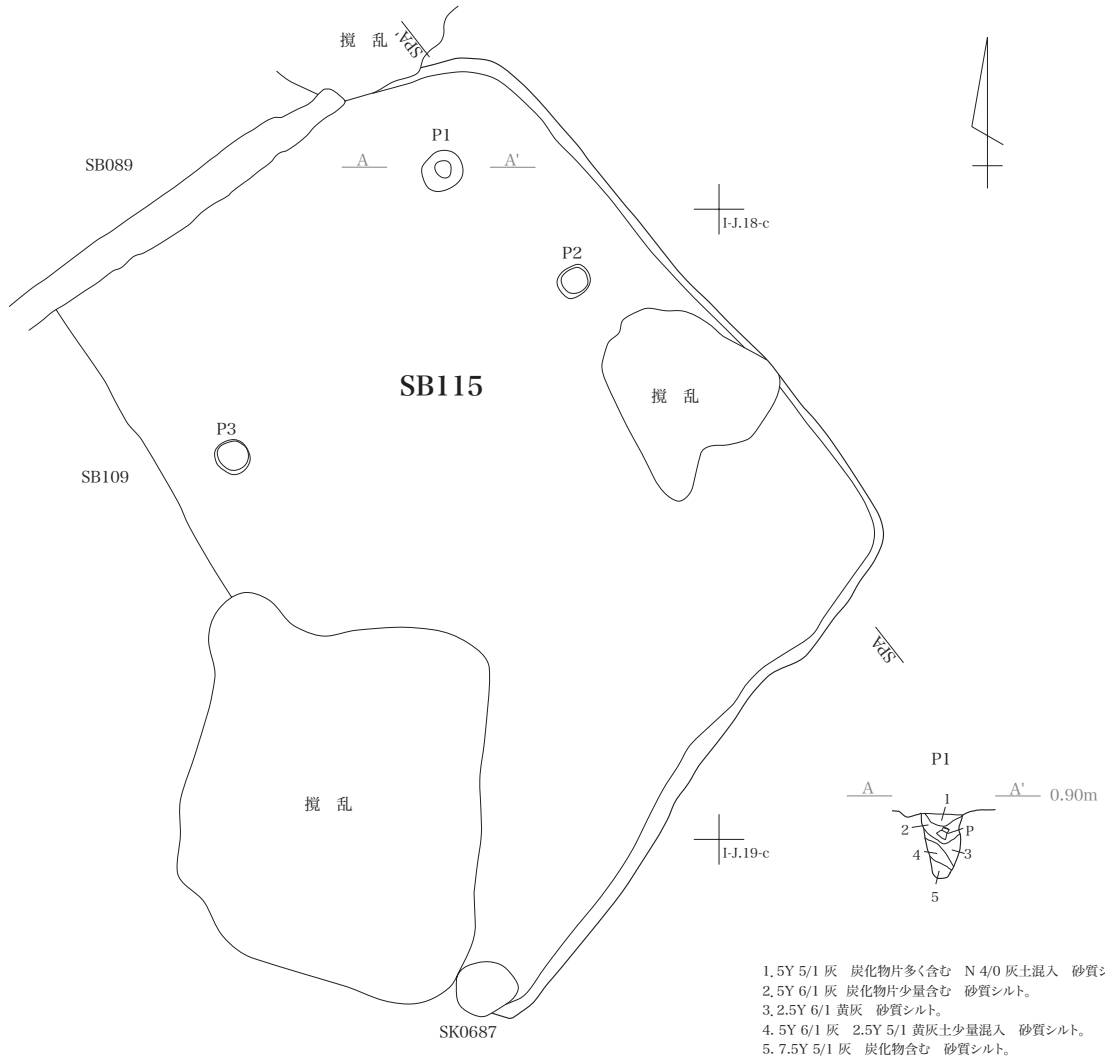 搅 乱
SPA'
P1
SB089
A A'
I-J.18-c
P2
SB115
搅 乱
P3
SB109
SPA
搅 乱
P1
A A' 0.90m
1
2 P
4 3
5
I-J.19-c
SK0687
1. 5Y 5/1 灰 炭化物片多く含む N 4/0 灰土混入 砂質シ
2. 5Y 6/1 灰 炭化物片少量含む 砂質シルト。
3. 2.5Y 6/1 黄灰 砂質シルト。
4. 5Y 6/1 灰 2.5Y 5/1 黄灰土少量混入 砂質シルト。
5. 7.5Y 5/1 灰 炭化物含む 砂質シルト。